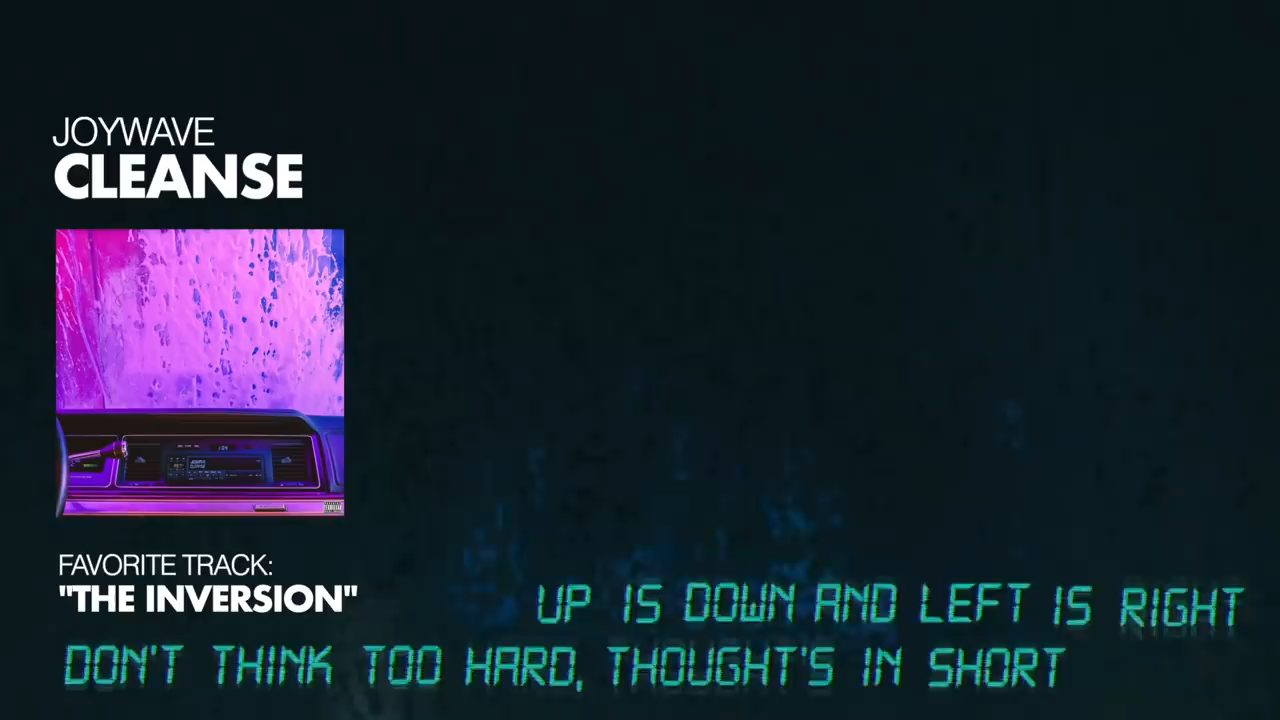 JOYWAVE
CLEANSE
FAVORITE TRACK:
"THE INVERSION"
UP IS DOWN AND LEFT IS RIGHT
DON'T THINK TOO HARD, THOUGHT'S IN SHORT